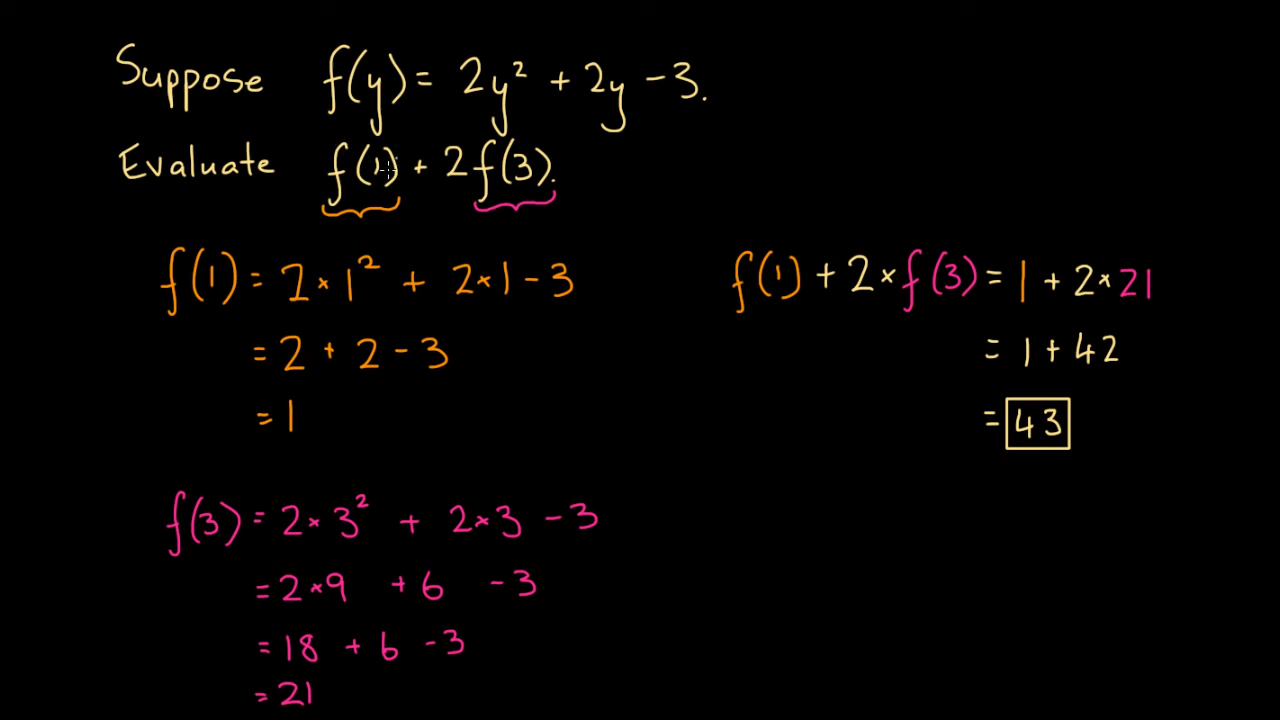 Suppose f(y) = 2y² + 2y − 3.
Evaluate f(1) + 2f(3).
f(1) = 2 × 1² + 2 × 1 − 3
= 2 + 2 − 3
= 1
f(3) = 2 × 3² + 2 × 3 − 3
= 2 × 9 + 6 − 3
= 18 + 6 − 3
= 21
f(1) + 2 × f(3) = 1 + 2 × 21
= 1 + 42
= 43